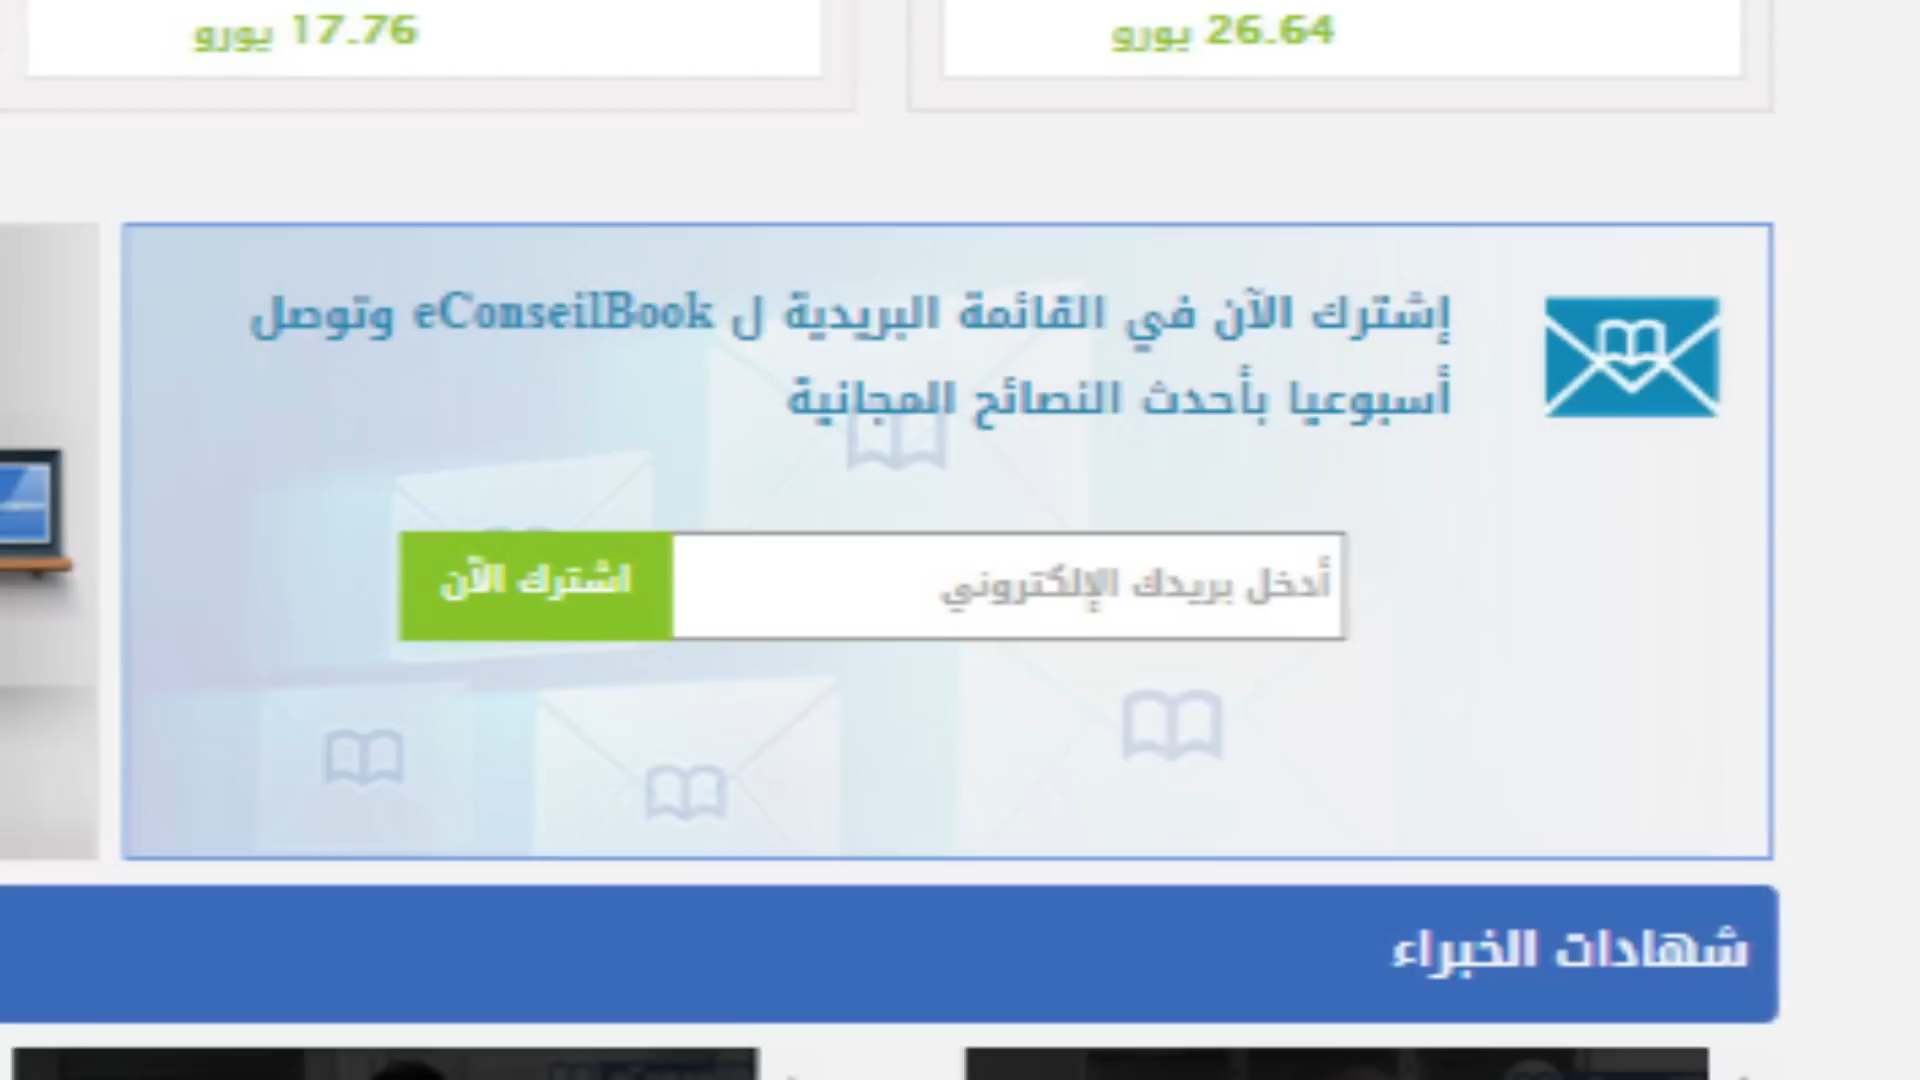 26.64 يورو
17.76 يورو
إشترك الآن في القائمة البريدية ل eConseilBook وتوصل
أسبوعيا بأحدث النصائح المجانية
أدخل بريدك الإلكتروني
اشترك الآن
شهادات الخبراء